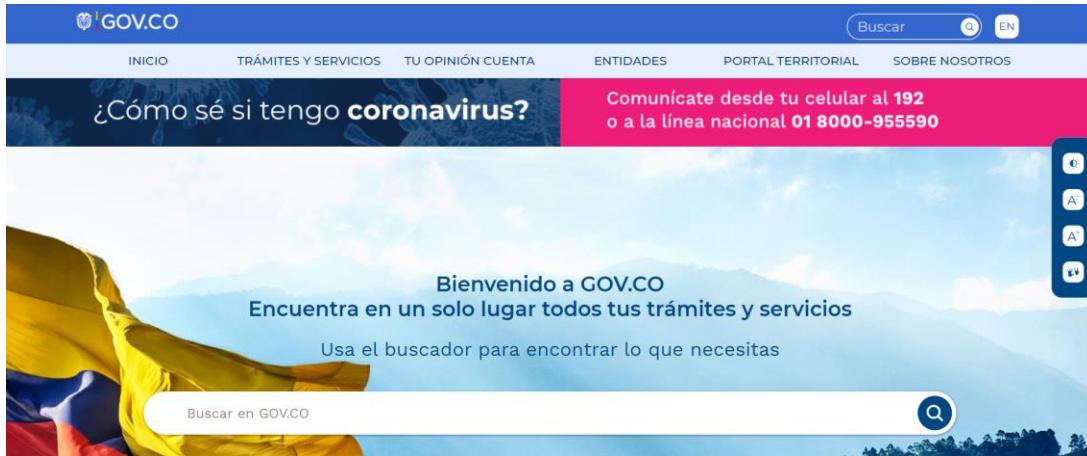 GOV.CO
Buscar
EN
INICIO TRÁMITES Y SERVICIOS TU OPINIÓN CUENTA ENTIDADES PORTAL TERRITORIAL SOBRE NOSOTROS
¿Cómo sé si tengo coronavirus?
Comunícate desde tu celular al 192
o a la línea nacional 01 8000-955590
A-
A+
Bienvenido a GOV.CO
Encuentra en un solo lugar todos tus trámites y servicios
Usa el buscador para encontrar lo que necesitas
Buscar en GOV.CO